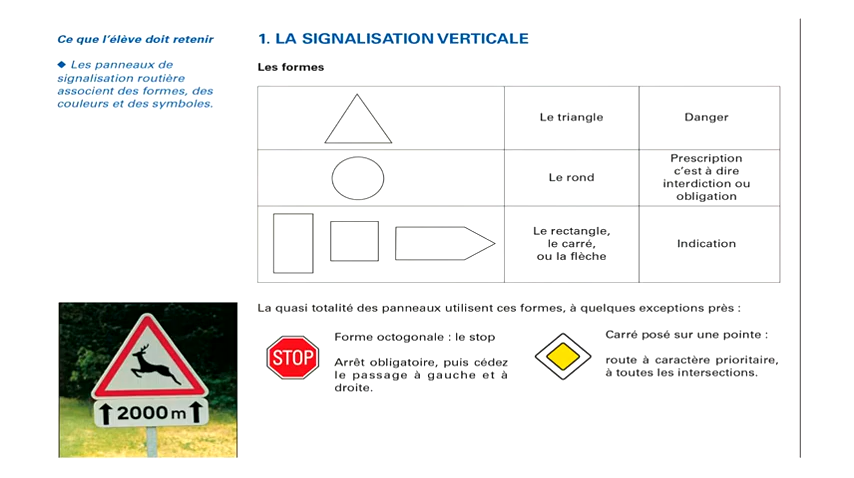 Ce que l'élève doit retenir
◆ Les panneaux de
signalisation routière
associent des formes, des
couleurs et des symboles.
1. LA SIGNALISATION VERTICALE
Les formes
Le triangle
Danger
Le rond
Prescription
c'est à dire
interdiction ou
obligation
Le rectangle,
le carré,
ou la flèche
Indication
La quasi totalité des panneaux utilisent ces formes, à quelques exceptions près :
STOP
Forme octogonale : le stop
Arrêt obligatoire, puis cédez
le passage à gauche et à
droite.
Carré posé sur une pointe :
route à caractère prioritaire,
à toutes les intersections.
2000 m